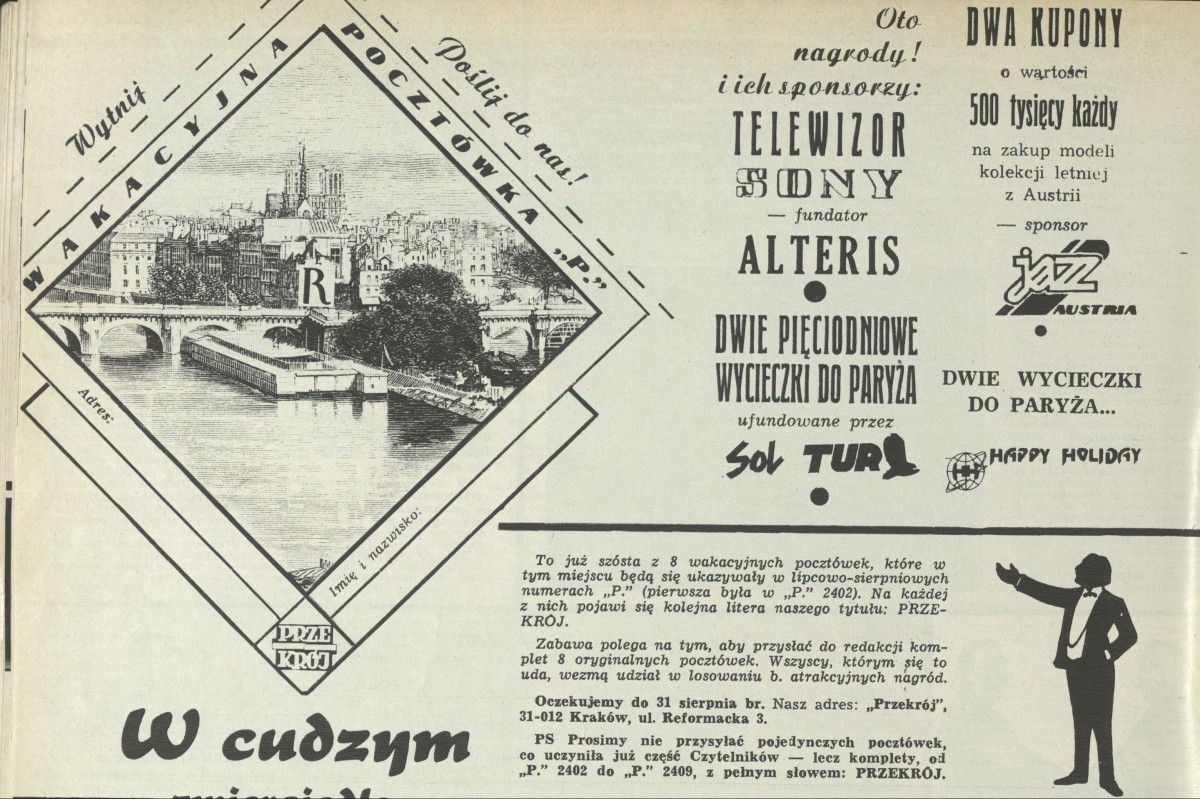 Wytnij
WAKACYJNA
POCZTÓWKA „P.”
Poślij do nas!
R
Adres:
Imię i nazwisko:
PRZE
KRÓJ
W cudzym
Oto
nagrody!
i ich sponsorzy:
TELEWIZOR
SONY
— fundator
ALTERIS
DWIE PIĘCIODNIOWE
WYCIECZKI DO PARYŻA
ufundowane przez
Sol TUR
DWA KUPONY
o wartości
500 tysięcy każdy
na zakup modeli
kolekcji letniej
z Austrii
— sponsor
jazz
AUSTRIA
DWIE WYCIECZKI
DO PARYŻA...
HAPPY HOLIDAY
To już szósta z 8 wakacyjnych pocztówek, które w
tym miejscu będą się ukazywały w lipcowo-sierpniowych
numerach „P.” (pierwsza była w „P.” 2402). Na każdej
z nich pojawi się kolejna litera naszego tytułu: PRZE-
KRÓJ.
Zabawa polega na tym, aby przysłać do redakcji kom-
plet 8 oryginalnych pocztówek. Wszyscy, którym się to
uda, wezmą udział w losowaniu b. atrakcyjnych nagród.
Oczekujemy do 31 sierpnia br. Nasz adres: „Przekrój”,
31-012 Kraków, ul. Reformacka 3.
PS Prosimy nie przysyłać pojedynczych pocztówek,
co uczyniła już część Czytelników — lecz komplety, od
„P.” 2402 do „P.” 2409, z pełnym słowem: PRZEKRÓJ.